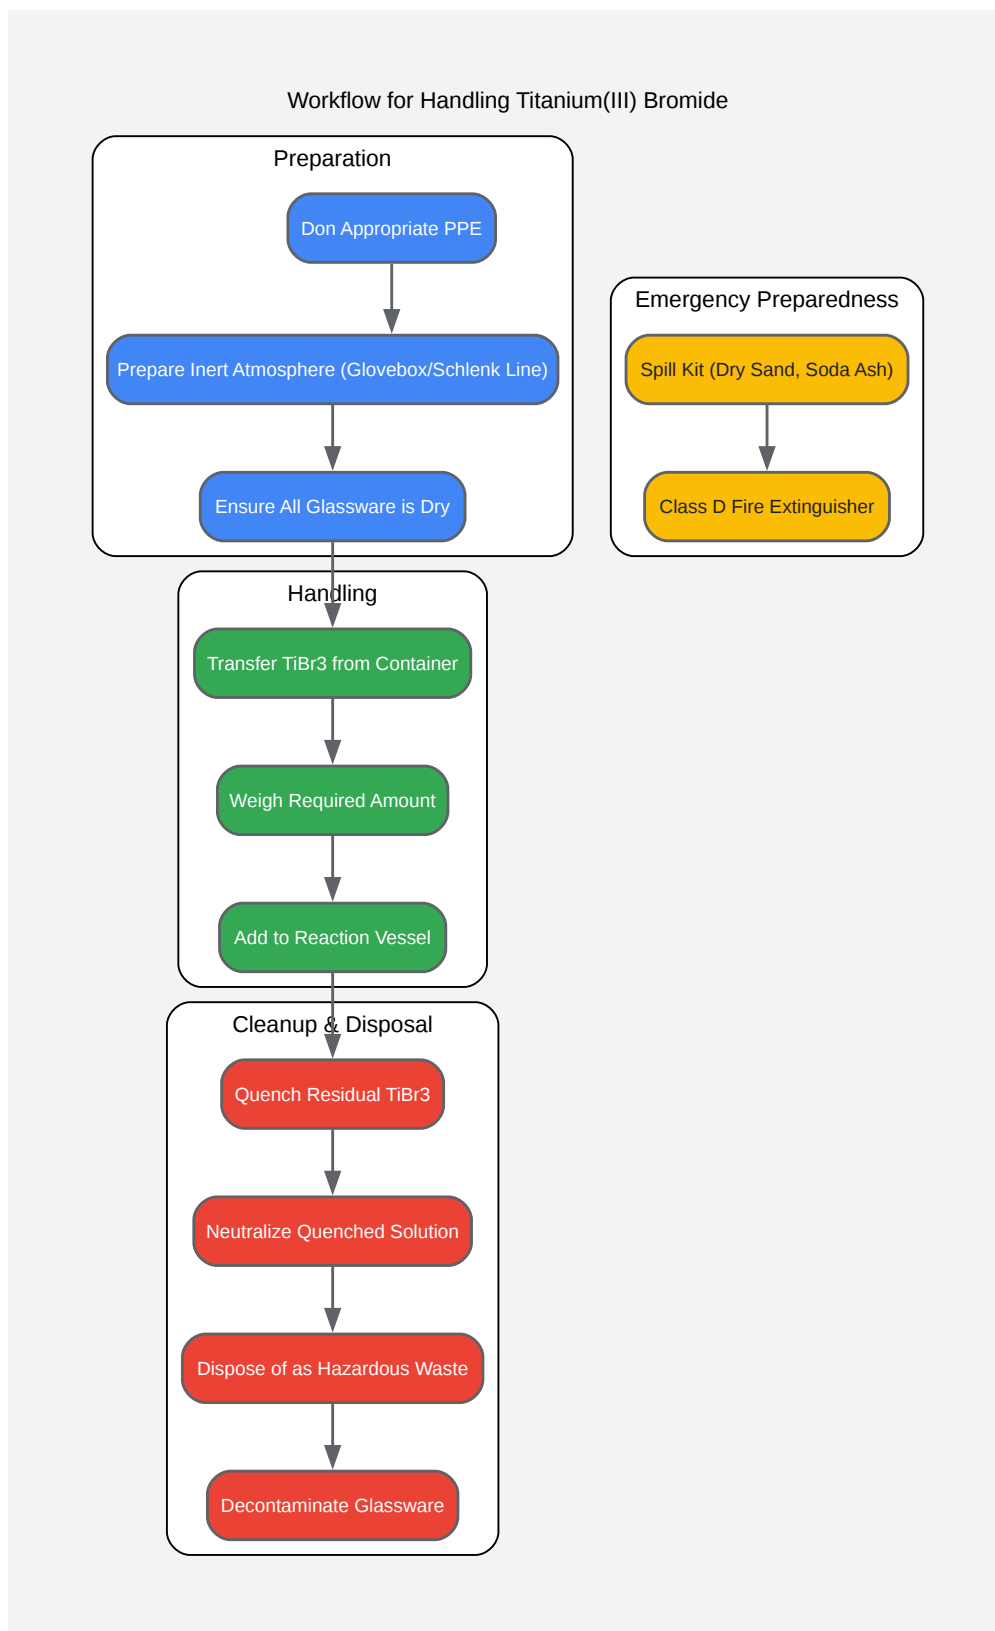 Workflow for Handling Titanium(III) Bromide
Preparation
Don Appropriate PPE
Prepare Inert Atmosphere (Glovebox/Schlenk Line)
Ensure All Glassware is Dry
Emergency Preparedness
Spill Kit (Dry Sand, Soda Ash)
Class D Fire Extinguisher
Handling
Transfer TiBr3 from Container
Weigh Required Amount
Add to Reaction Vessel
Cleanup & Disposal
Quench Residual TiBr3
Neutralize Quenched Solution
Dispose of as Hazardous Waste
Decontaminate Glassware